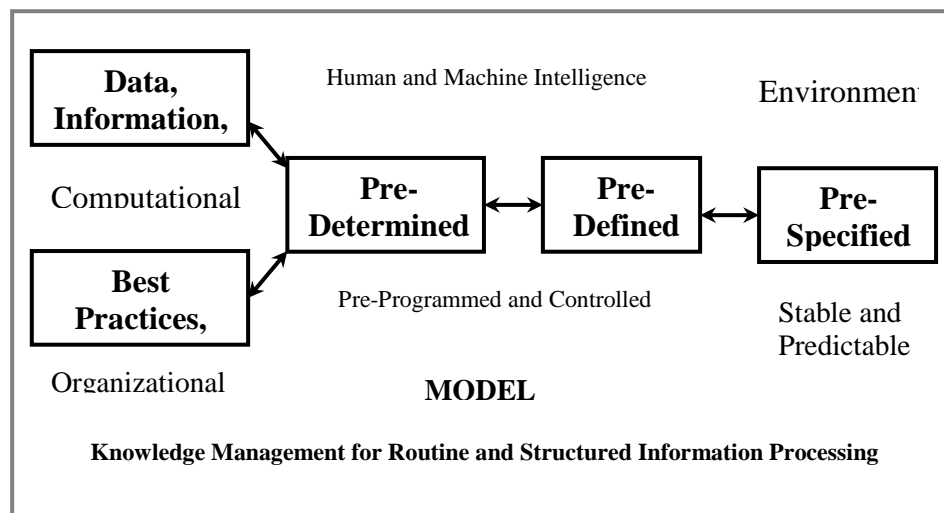 Data,
Information,
Human and Machine Intelligence
Environment
Computational
Pre-
Determined
Pre-
Defined
Pre-
Specified
Best
Practices,
Pre-Programmed and Controlled
Stable and
Predictable
Organizational
MODEL
Knowledge Management for Routine and Structured Information Processing